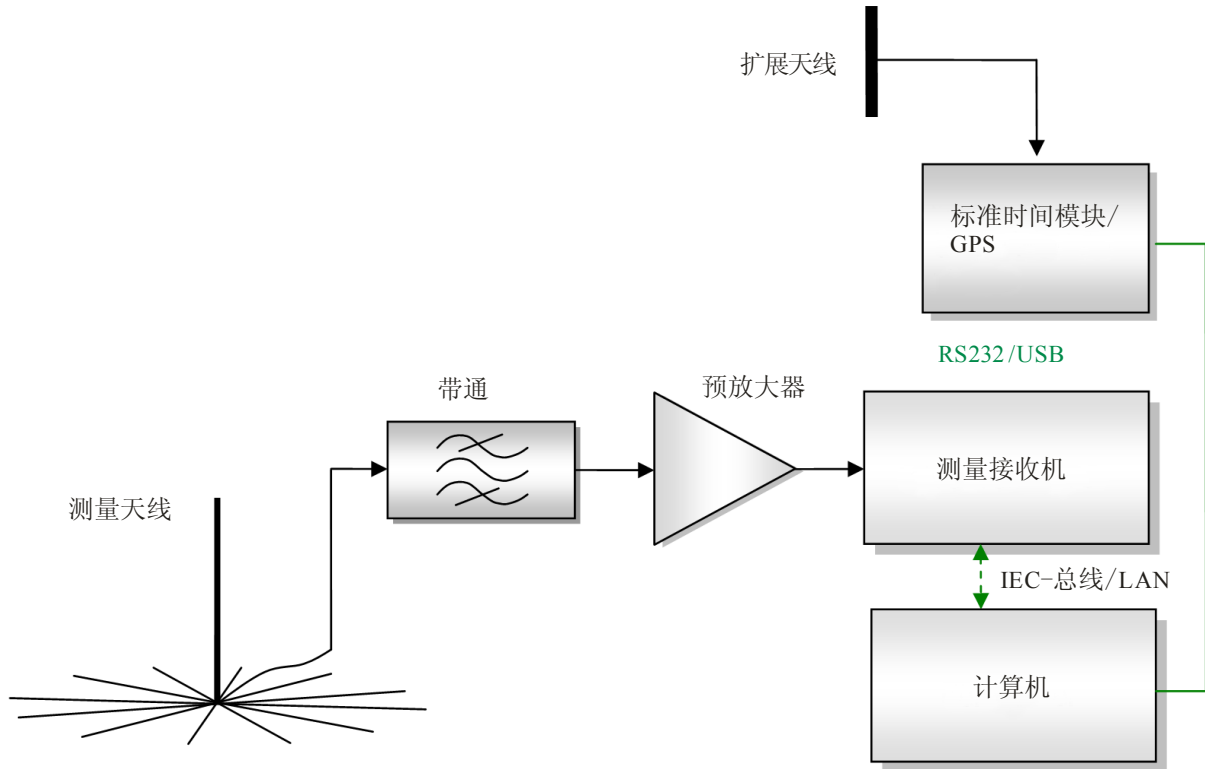 扩展天线
标准时间模块/
GPS
RS232/USB
带通
预放大器
测量接收机
测量天线
IEC-总线/LAN
计算机